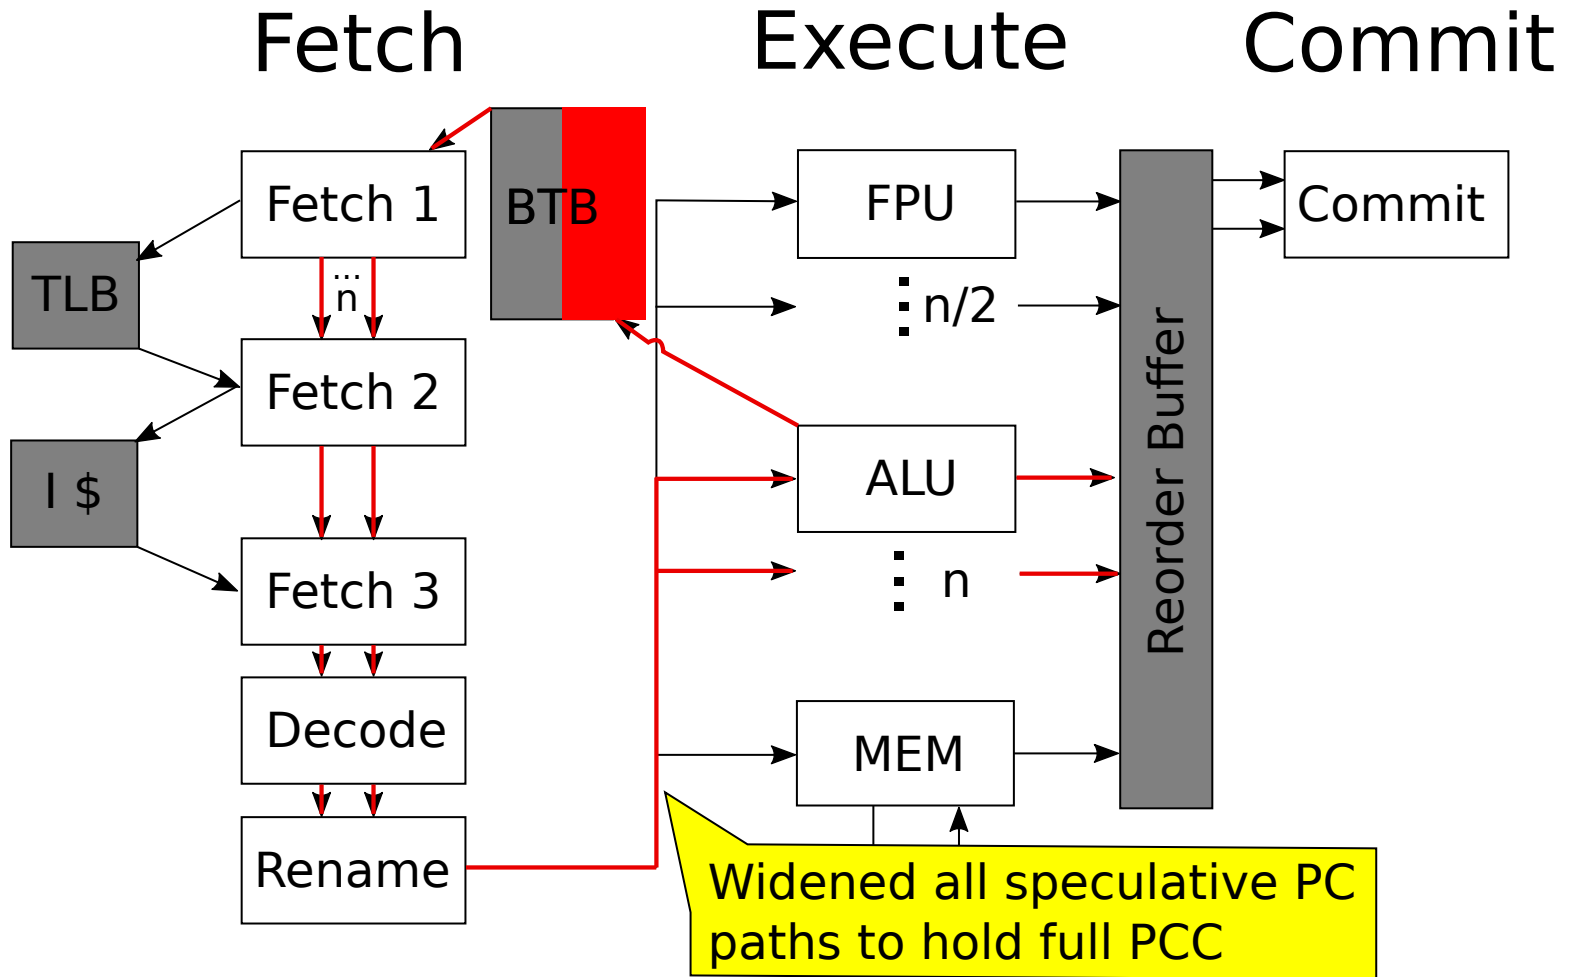 Fetch
Execute
Commit
Fetch 1
BTB
FPU
Commit
TLB
...
n
n/2
Fetch 2
I $
ALU
Reorder Buffer
Fetch 3
n
Decode
MEM
Rename
Widened all speculative PC
paths to hold full PCC